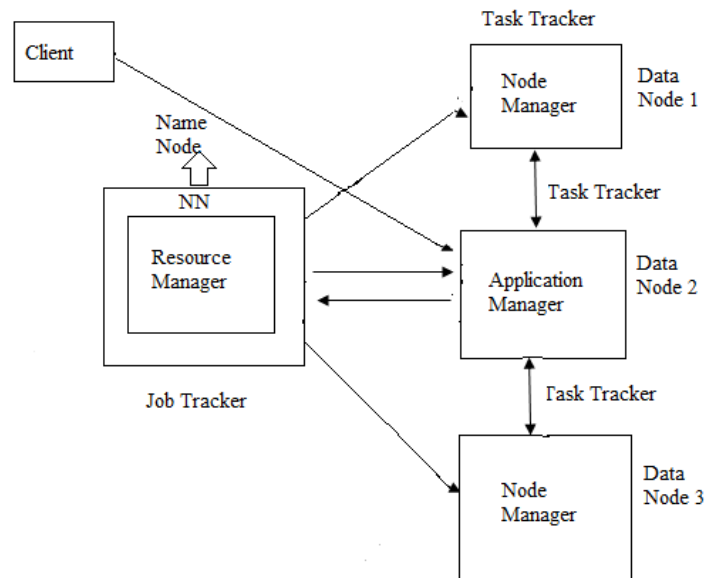 Task Tracker
Client
Node
Manager
Data
Node 1
Name
Node
Task Tracker
NN
Resource
Manager
Application
Manager
Data
Node 2
Job Tracker
Task Tracker
Node
Manager
Data
Node 3